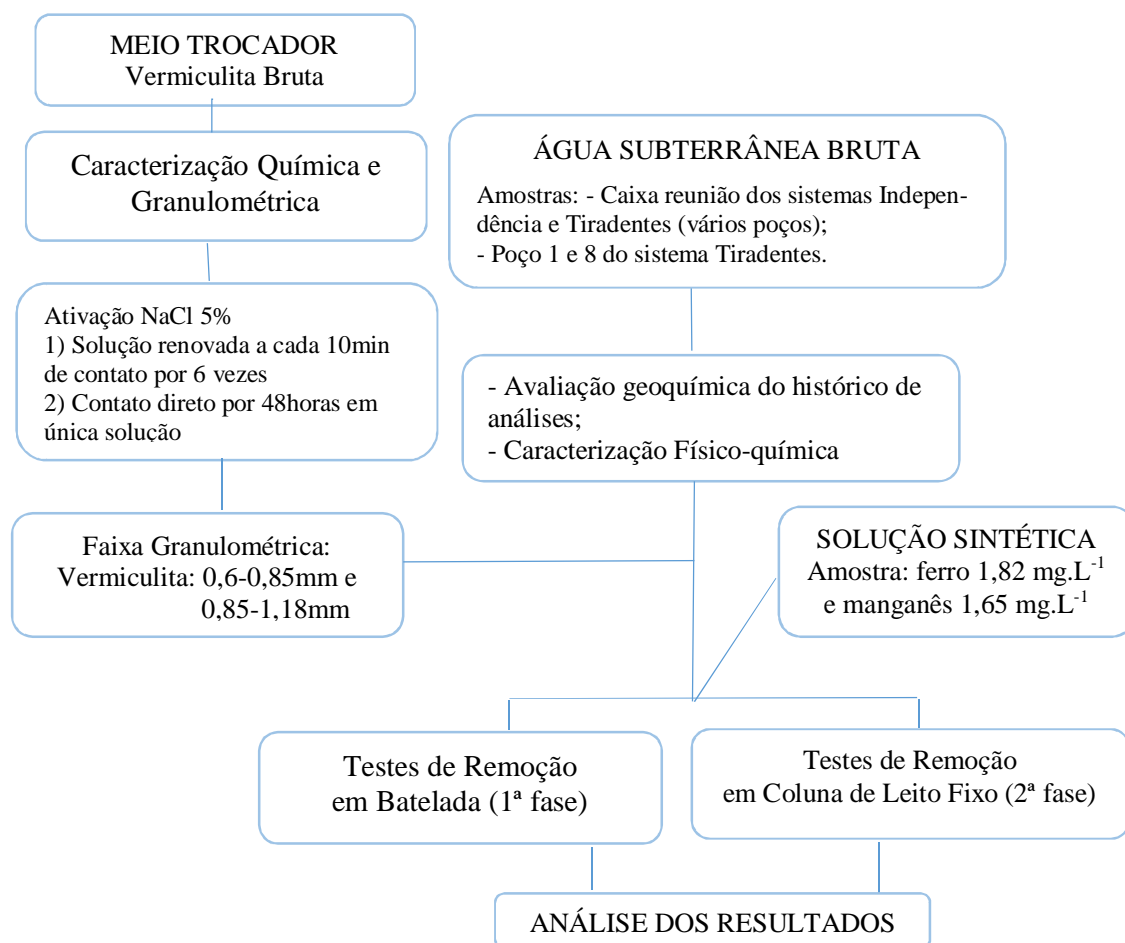 MEIO TROCADOR
Vermiculita Bruta
Caracterização Química e
Granulométrica
Ativação NaCl 5%
1) Solução renovada a cada 10min
de contato por 6 vezes
2) Contato direto por 48horas em
única solução
Faixa Granulométrica:
Vermiculita: 0,6-0,85mm e
0,85-1,18mm
ÁGUA SUBTERRÂNEA BRUTA
Amostras: - Caixa reunião dos sistemas Indepen-
dência e Tiradentes (vários poços);
- Poço 1 e 8 do sistema Tiradentes.
- Avaliação geoquímica do histórico de
análises;
- Caracterização Físico-química
SOLUÇÃO SINTÉTICA
Amostra: ferro 1,82 mg.L⁻¹
e manganês 1,65 mg.L⁻¹
Testes de Remoção
em Batelada (1ª fase)
Testes de Remoção
em Coluna de Leito Fixo (2ª fase)
ANÁLISE DOS RESULTADOS